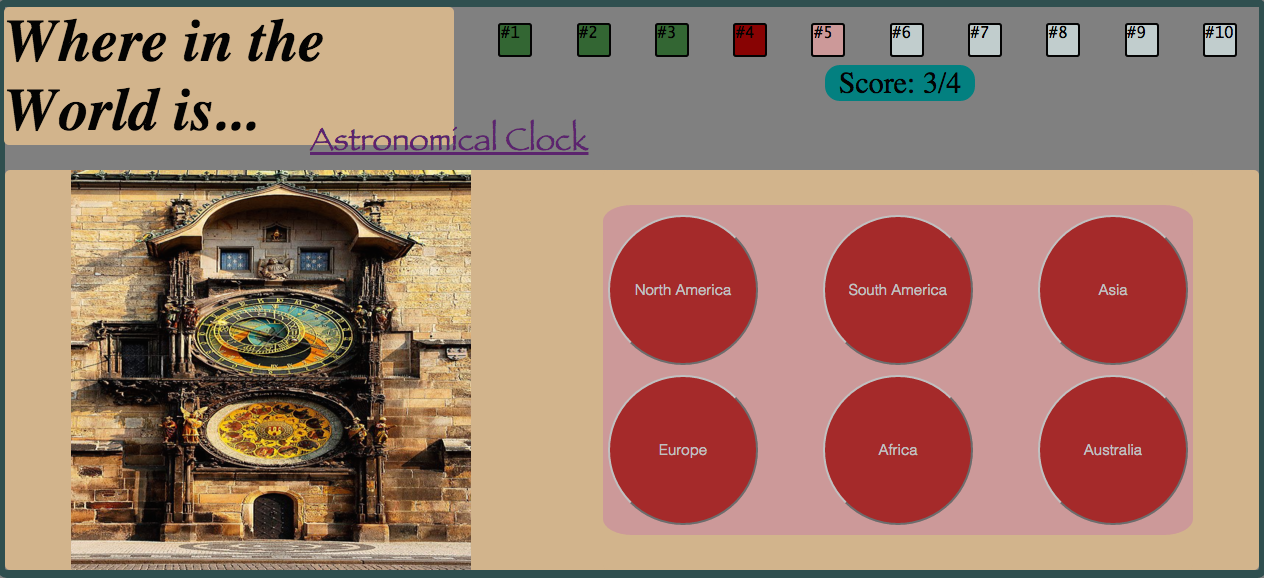 Where in the
World is...
Astronomical Clock
#1 #2 #3 #4 #5 #6 #7 #8 #9 #10
Score: 3/4
North America South America Asia
Europe Africa Australia